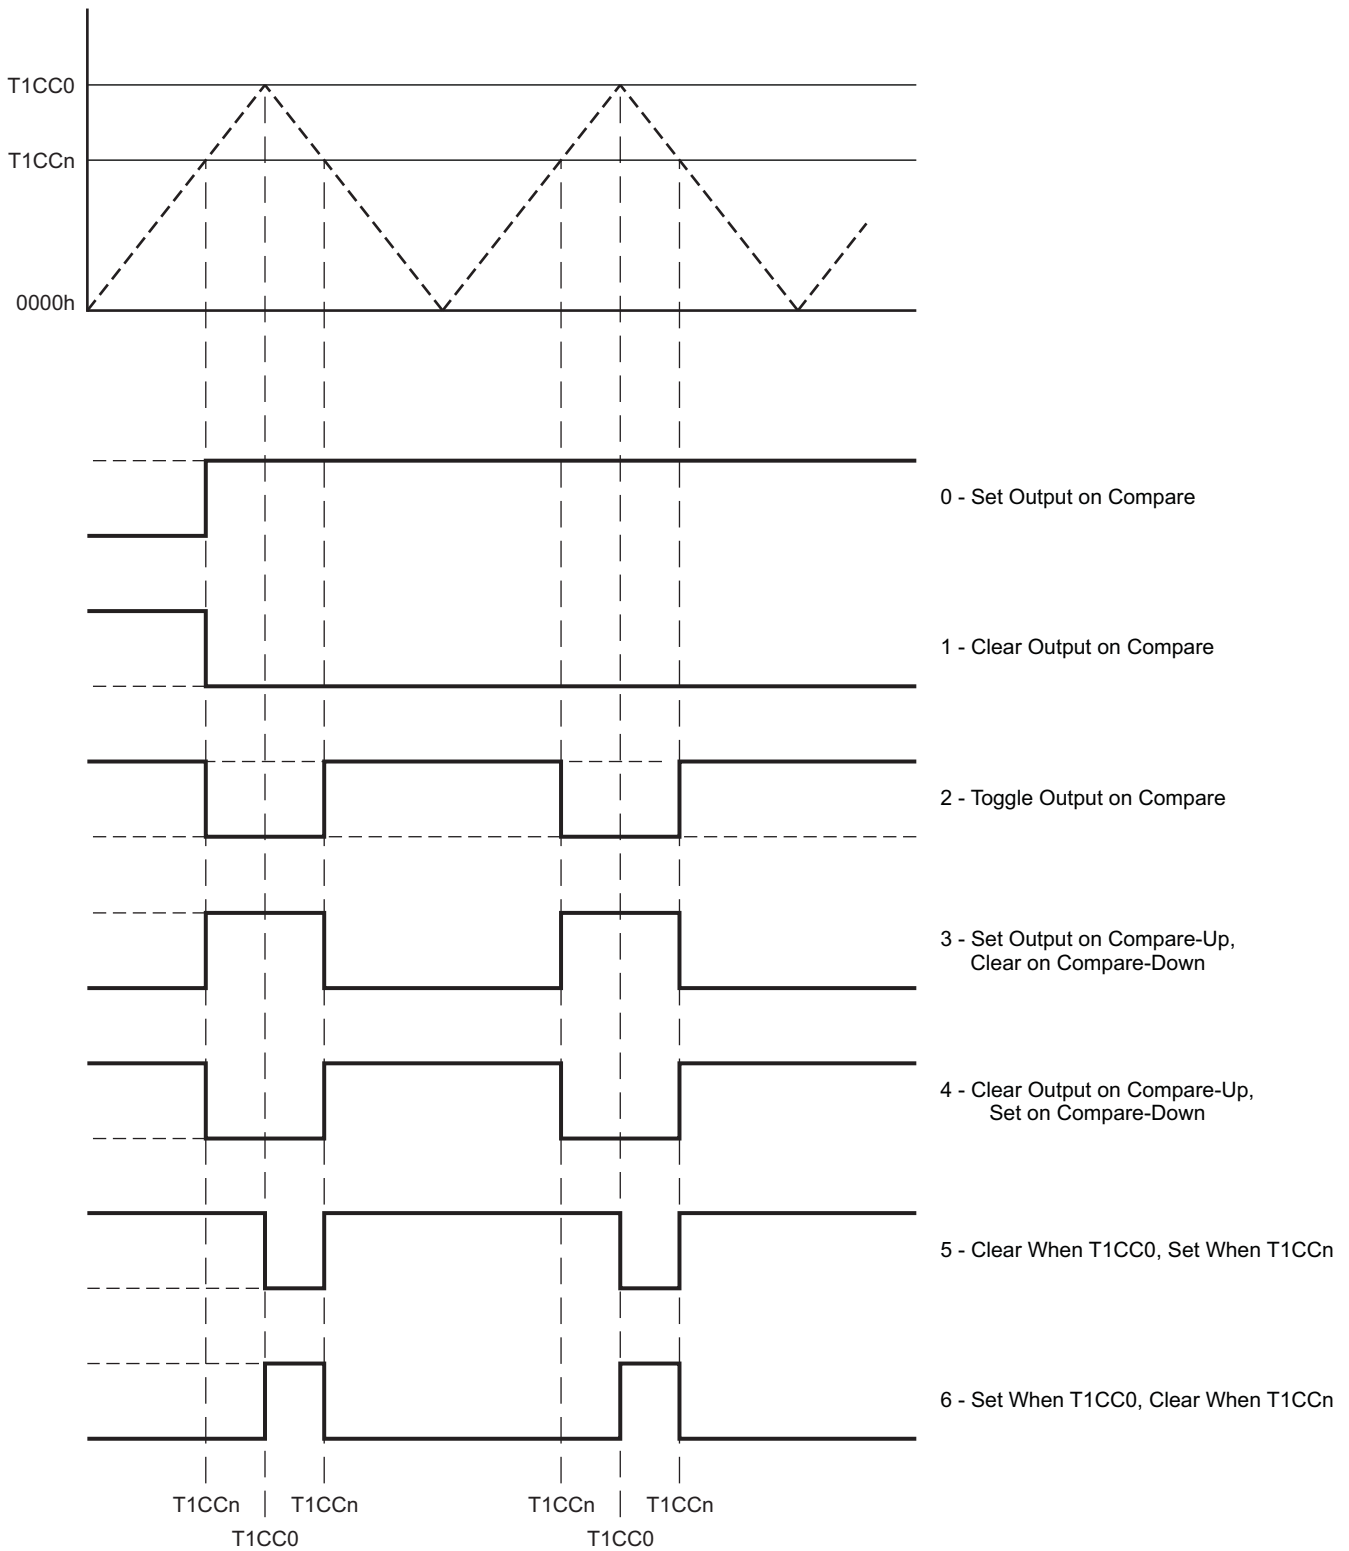 T1CC0
T1CCn
0000h
0 - Set Output on Compare
1 - Clear Output on Compare
2 - Toggle Output on Compare
3 - Set Output on Compare-Up,
Clear on Compare-Down
4 - Clear Output on Compare-Up,
Set on Compare-Down
5 - Clear When T1CC0, Set When T1CCn
6 - Set When T1CC0, Clear When T1CCn
T1CCn T1CCn T1CCn T1CCn
T1CC0 T1CC0